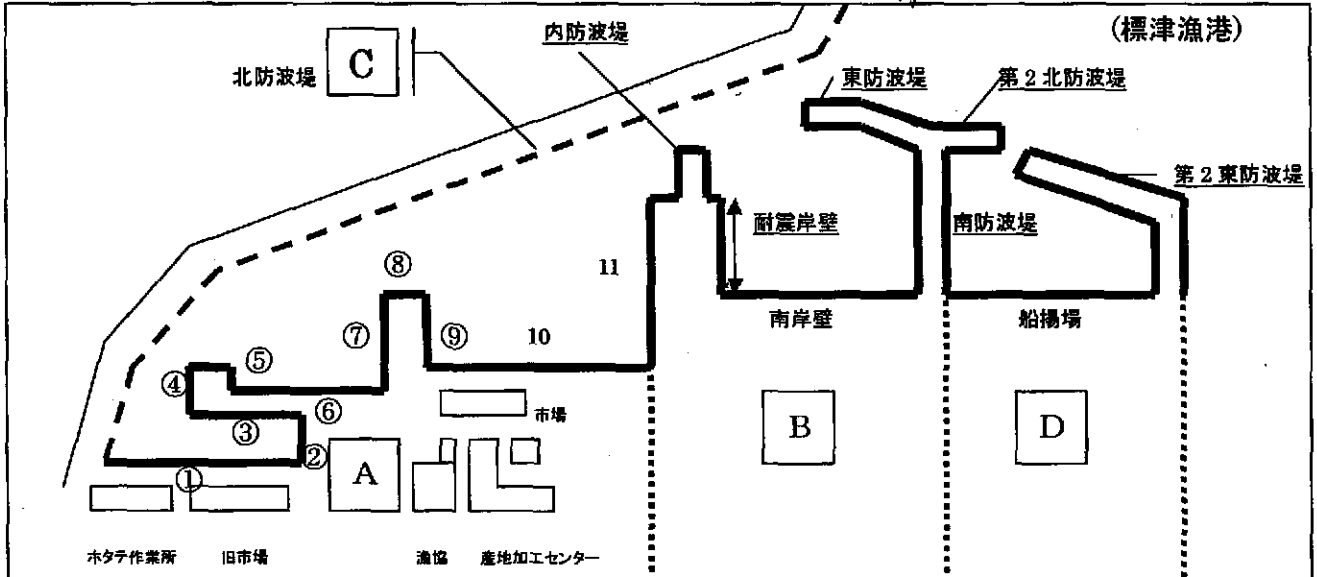 (標津漁港)
C
内防波堤
北防波堤
東防波堤
第2北防波堤
第2東防波堤
耐震岸壁
南防波堤
11
⑧
⑦
⑨
10
南岸壁
船揚場
⑤
④
⑥
市場
③
②
A
B
D
①
ホタテ作業所
旧市場
漁協
産地加工センター